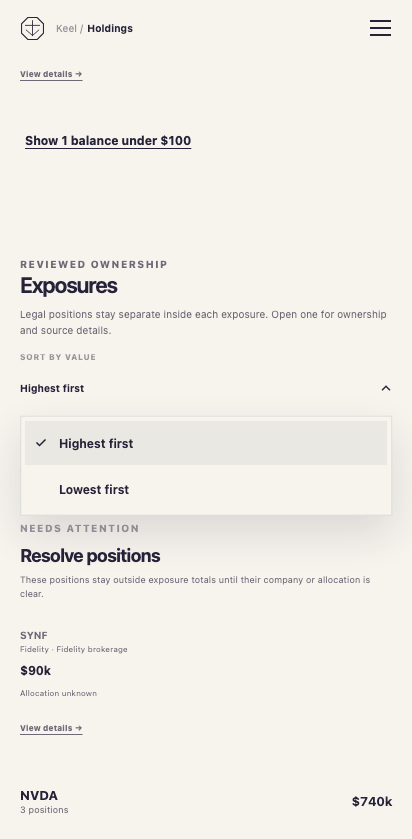 Keel / Holdings
View details →
Show 1 balance under $100
REVIEWED OWNERSHIP
Exposures
Legal positions stay separate inside each exposure. Open one for ownership
and source details.
SORT BY VALUE
Highest first
Highest first
Lowest first
NEEDS ATTENTION
Resolve positions
These positions stay outside exposure totals until their company or allocation is
clear.
SYNF
Fidelity · Fidelity brokerage
$90k
Allocation unknown
View details →
NVDA
$740k
3 positions